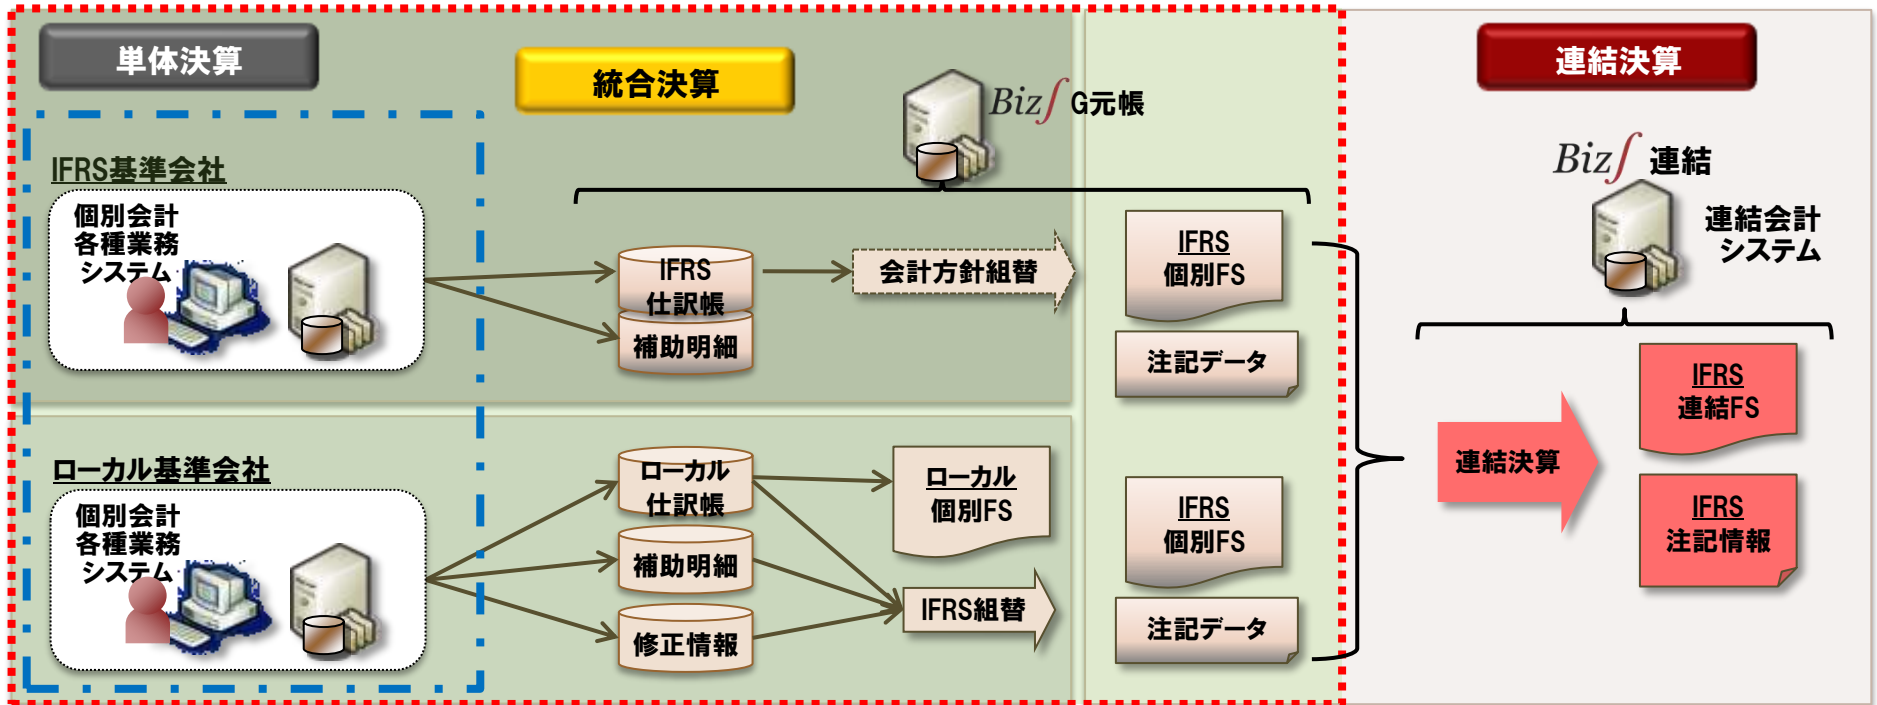 単体決算
統合決算
連結決算
Biz∫ G元帳
IFRS基準会社
個別会計
各種業務
システム
IFRS
仕訳帳
補助明細
会計方針組替
IFRS
個別FS
注記データ
ローカル基準会社
個別会計
各種業務
システム
ローカル
仕訳帳
補助明細
修正情報
ローカル
個別FS
IFRS組替
IFRS
個別FS
注記データ
Biz∫ 連結
連結会計
システム
連結決算
IFRS
連結FS
IFRS
注記情報